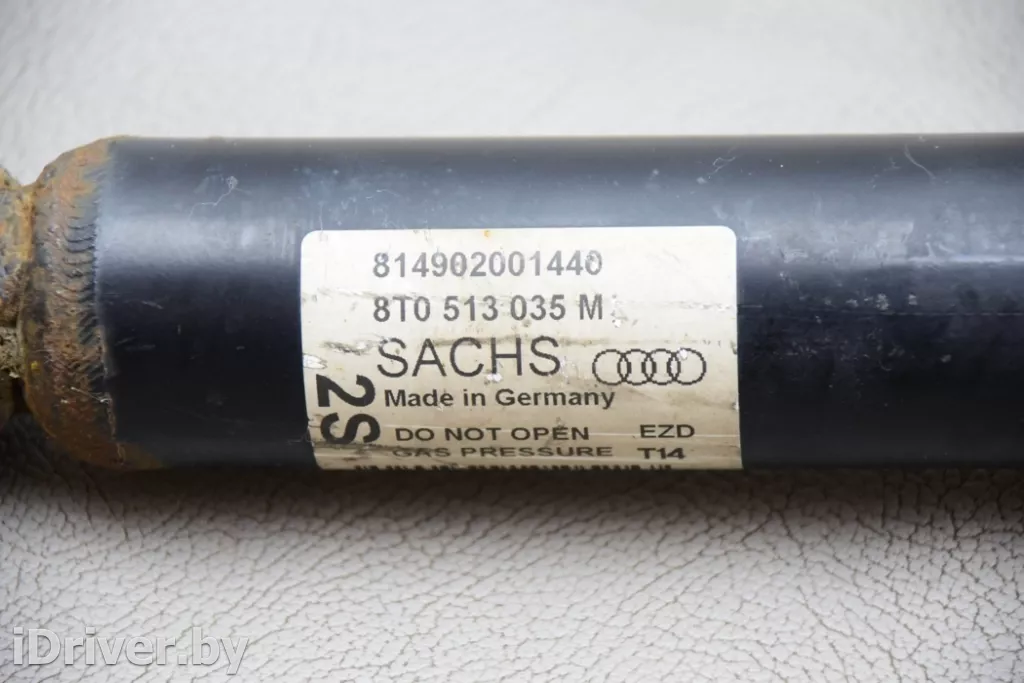 814902001440
8T0 513 035 M
SACHS
2S
Made in Germany
DO NOT OPEN EZD
GAS PRESSURE T14
iDriver.by